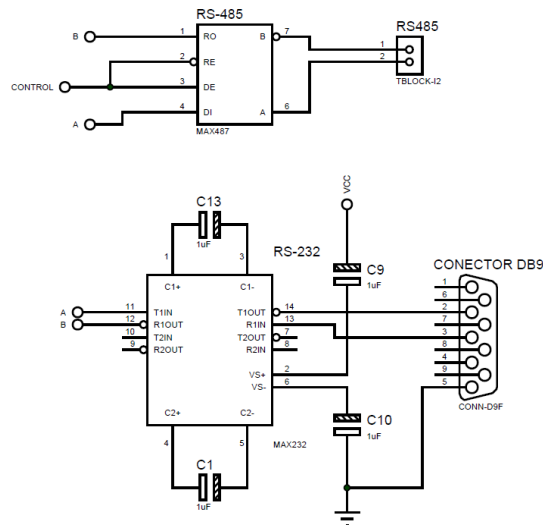 RS-485
B
1
RO
B
7
RS485
2
RE
1
2
CONTROL
3
DE
TBLOCK-I2
4
DI
A
6
A
MAX487
C13
1uF
VCC
1
3
RS-232
C9
1uF
CONECTOR DB9
C1+
C1-
A
11
T1IN
T1OUT
14
B
12
R1OUT
R1IN
13
10
T2IN
T2OUT
7
9
R2OUT
R2IN
8
VS+
2
VS-
6
1
6
2
7
3
8
4
9
5
CONN-D9F
C2+
C2-
MAX232
4
5
C10
1uF
C1
1uF